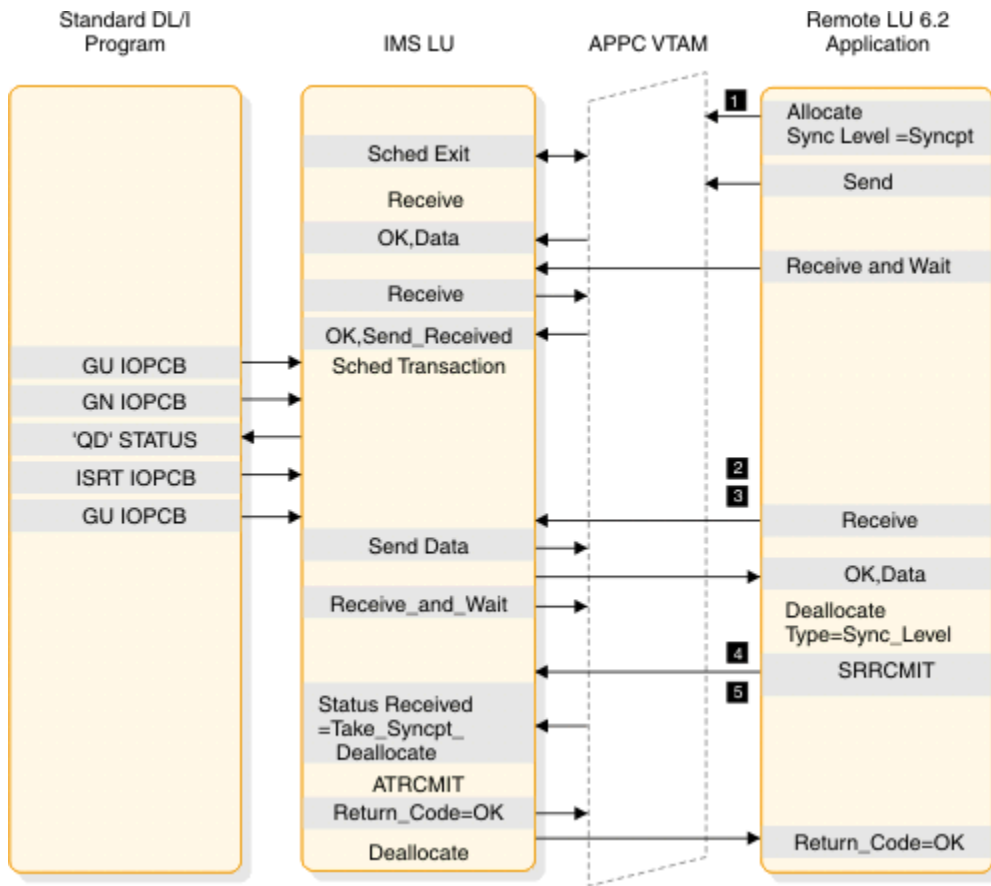 Standard DL/I
Program
IMS LU
APPC VTAM
Remote LU 6.2
Application
1
Allocate
Sync Level =Syncpt
Sched Exit
Send
Receive
OK,Data
Receive and Wait
Receive
OK,Send_Received
GU IOPCB
Sched Transaction
GN IOPCB
'QD' STATUS
2
ISRT IOPCB
3
GU IOPCB
Receive
Send Data
OK,Data
Receive_and_Wait
Deallocate
Type=Sync_Level
4
SRRCMIT
5
Status Received
=Take_Syncpt_
Deallocate
ATRCMIT
Return_Code=OK
Return_Code=OK
Deallocate